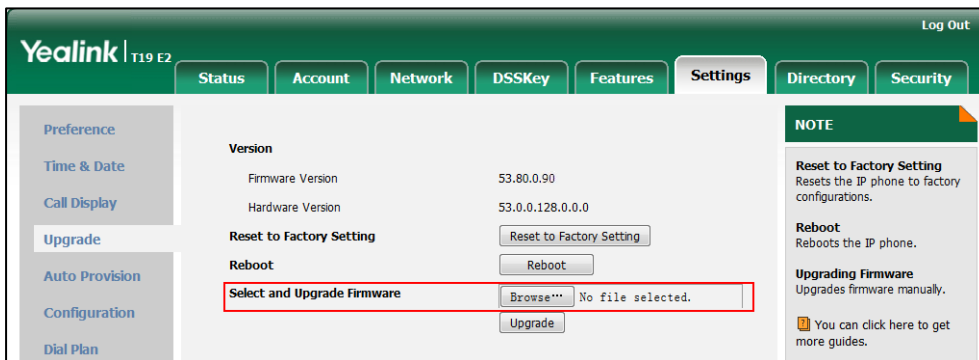 Log Out
Yealink | T19 E2
Status Account Network DSSKey Features Settings Directory Security
Preference
Time & Date
Call Display
Upgrade
Auto Provision
Configuration
Dial Plan
Version
Firmware Version 53.80.0.90
Hardware Version 53.0.0.128.0.0.0
Reset to Factory Setting Reset to Factory Setting
Reboot Reboot
Select and Upgrade Firmware Browse… No file selected.
Upgrade
NOTE
Reset to Factory Setting
Resets the IP phone to factory
configurations.
Reboot
Reboots the IP phone.
Upgrading Firmware
Upgrades firmware manually.
You can click here to get
more guides.